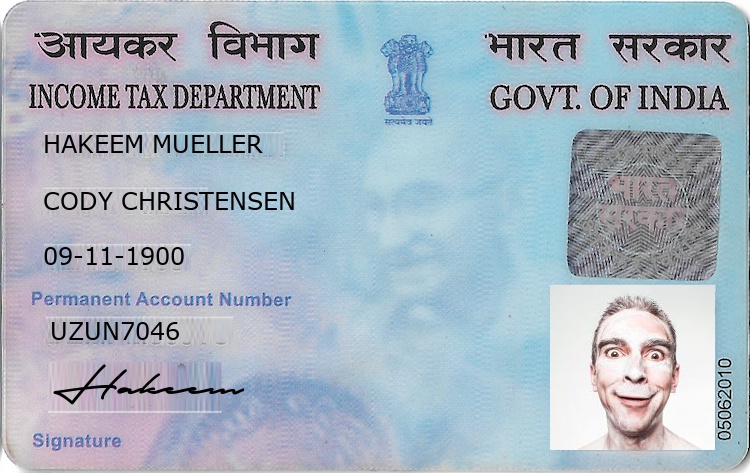 आयकर विभाग
भारत सरकार
INCOME TAX DEPARTMENT
GOVT. OF INDIA
सत्यमेव जयते
HAKEEM MUELLER
CODY CHRISTENSEN
09-11-1900
भारत
सरकार
Permanent Account Number
UZUN7046
Hakeem
Signature
05062010